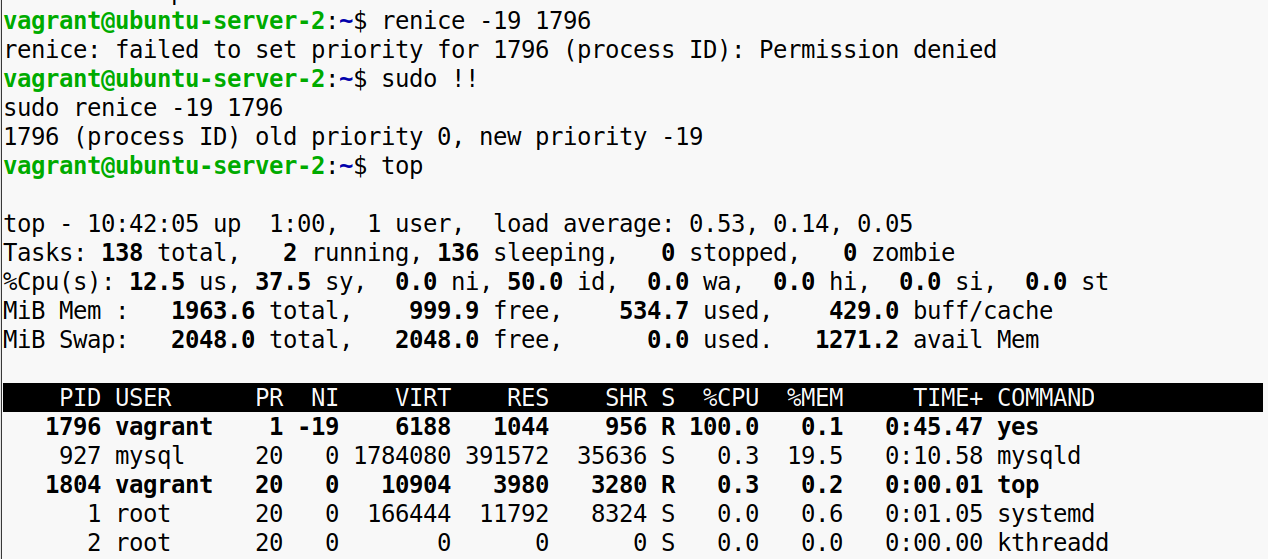 vagrant@ubuntu-server-2:~$ renice -19 1796
renice: failed to set priority for 1796 (process ID): Permission denied
vagrant@ubuntu-server-2:~$ sudo !!
sudo renice -19 1796
1796 (process ID) old priority 0, new priority -19
vagrant@ubuntu-server-2:~$ top
top - 10:42:05 up  1:00,  1 user,  load average: 0.53, 0.14, 0.05
Tasks: 138 total,   2 running, 136 sleeping,   0 stopped,   0 zombie
%Cpu(s): 12.5 us, 37.5 sy,  0.0 ni, 50.0 id,  0.0 wa,  0.0 hi,  0.0 si,  0.0 st
MiB Mem :   1963.6 total,    999.9 free,    534.7 used,    429.0 buff/cache
MiB Swap:   2048.0 total,   2048.0 free,      0.0 used.   1271.2 avail Mem
    PID USER      PR  NI    VIRT    RES    SHR S  %CPU  %MEM     TIME+ COMMAND
   1796 vagrant    1 -19    6188   1044    956 R 100.0   0.1   0:45.47 yes
    927 mysql     20   0 1784080 391572  35636 S   0.3  19.5   0:10.58 mysqld
   1804 vagrant   20   0   10904   3980   3280 R   0.3   0.2   0:00.01 top
      1 root      20   0  166444  11792   8324 S   0.0   0.6   0:01.05 systemd
      2 root      20   0       0      0      0 S   0.0   0.0   0:00.00 kthreadd